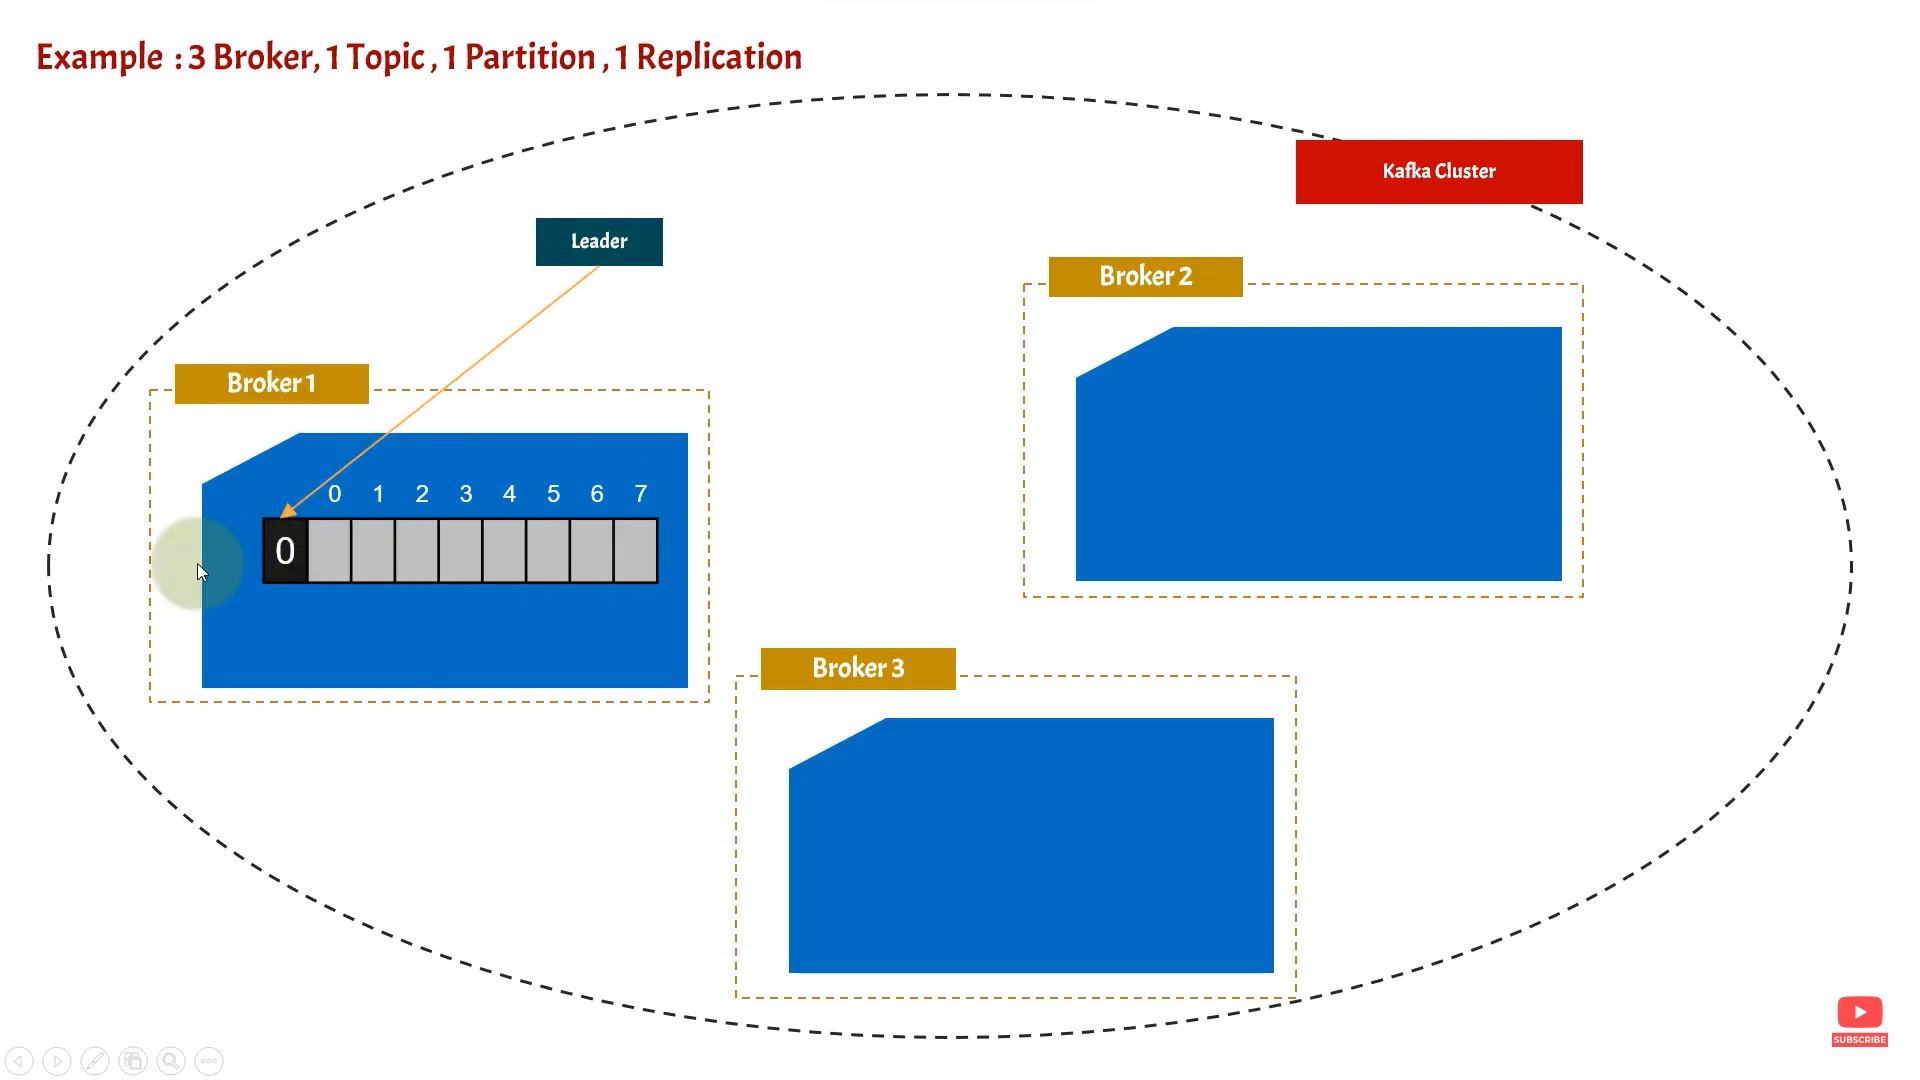 Example : 3 Broker, 1 Topic , 1 Partition , 1 Replication
Kafka Cluster
Leader
Broker 2
Broker 1
0 1 2 3 4 5 6 7
0
Broker 3
SUBSCRIBE